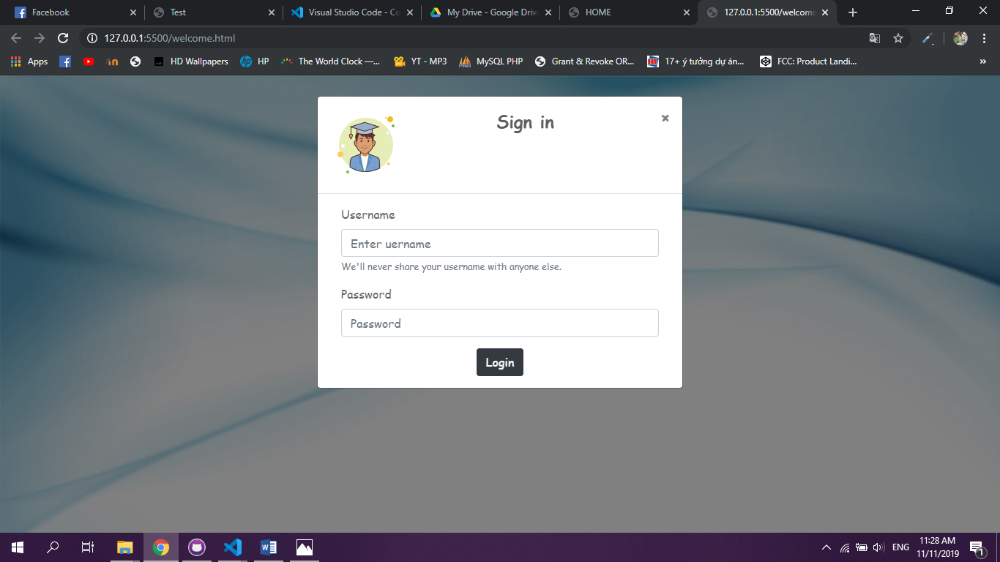 Facebook
Test
Visual Studio Code - Co
My Drive - Google Drive
HOME
127.0.0.1:5500/welcome
127.0.0.1:5500/welcome.html
Apps
HD Wallpapers
HP
The World Clock —...
YT - MP3
MySQL PHP
Grant & Revoke OR...
17+ ý tưởng dự án...
FCC: Product Landi...
»
Sign in
Username
Enter uername
We'll never share your username with anyone else.
Password
Password
Login
ENG
11:28 AM
11/11/2019
1